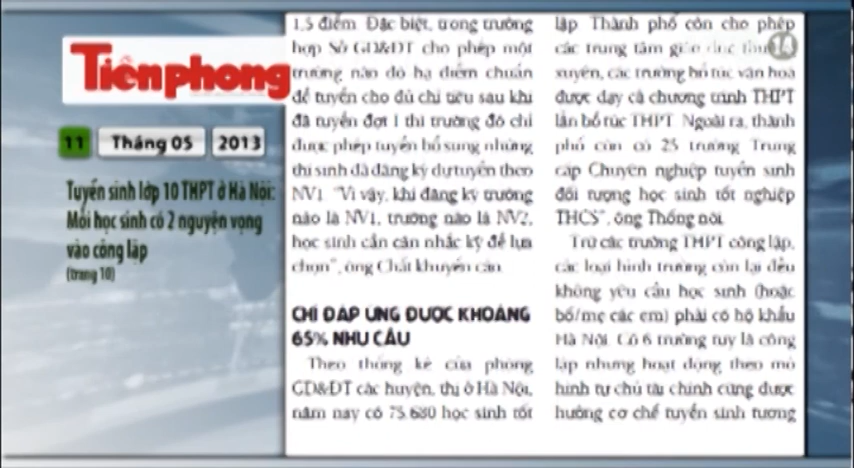 Tiềnphong
11 Tháng 05 2013
Tuyển sinh lớp 10 THPT ở Hà Nội:
Mỗi học sinh có 2 nguyện vọng
vào công lập
(trang 10)
1,5 điểm. Đặc biệt, trong trường
hợp Sở GD&ĐT cho phép một
trường nào đó hạ điểm chuẩn
để tuyển cho đủ chỉ tiêu sau khi
đã tuyển đợt 1 thì trường đó chỉ
được phép tuyển bổ sung những
thí sinh đã đăng ký dự tuyển theo
NV1. "Vì vậy, khi đăng ký trường
nào là NV1, trường nào là NV2,
học sinh cần cân nhắc kỹ để lựa
chọn", ông Chất khuyến cáo.
CHỈ ĐÁP ỨNG ĐƯỢC KHOẢNG
65% NHU CẦU
Theo thống kê của phòng
GD&ĐT các huyện, thị ở Hà Nội,
năm nay có 75.680 học sinh tốt
lập. Thành phố còn cho phép
các trung tâm giáo dục
xuyên, các trường bổ túc văn hoá
được dạy cả chương trình THPT
lẫn bổ túc THPT. Ngoài ra, thành
phố còn có 25 trường Trung
cấp Chuyên nghiệp tuyển sinh
đối tượng học sinh tốt nghiệp
THCS", ông Thống nói.
Trừ các trường THPT công lập,
các loại hình trường còn lại đều
không yêu cầu học sinh (hoặc
bố/mẹ các em) phải có hộ khẩu
Hà Nội. Có 6 trường tuy là công
lập nhưng hoạt động theo mô
hình tự chủ tài chính cũng được
hưởng cơ chế tuyển sinh tương